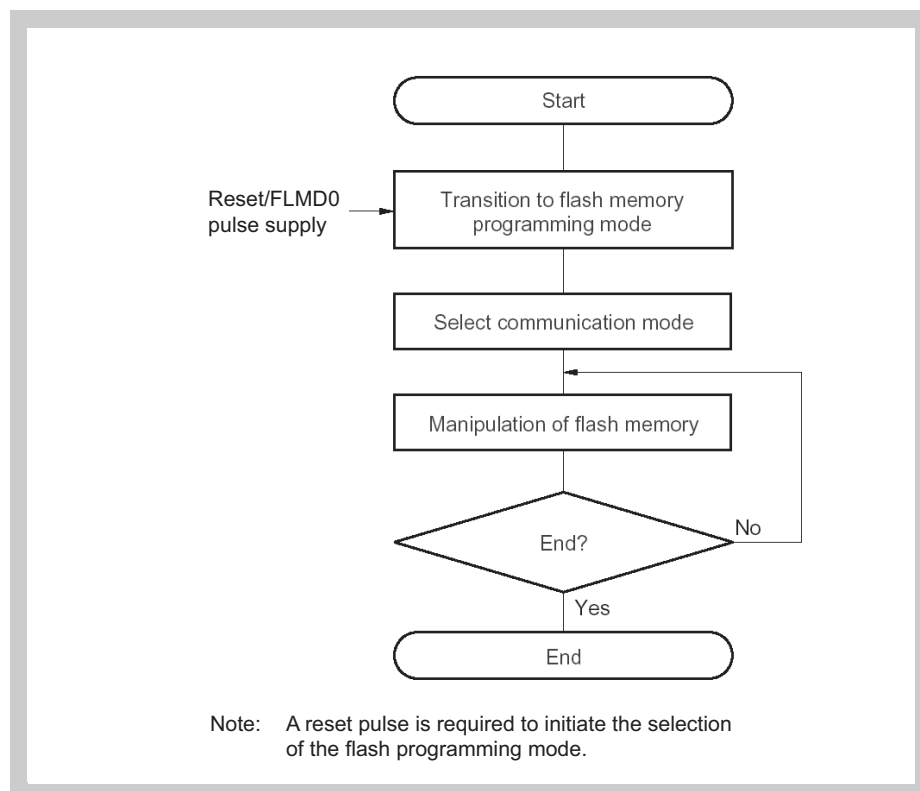 Start
Reset/FLMD0
pulse supply
Transition to flash memory
programming mode
Select communication mode
Manipulation of flash memory
End?
No
Yes
End
Note: A reset pulse is required to initiate the selection
of the flash programming mode.